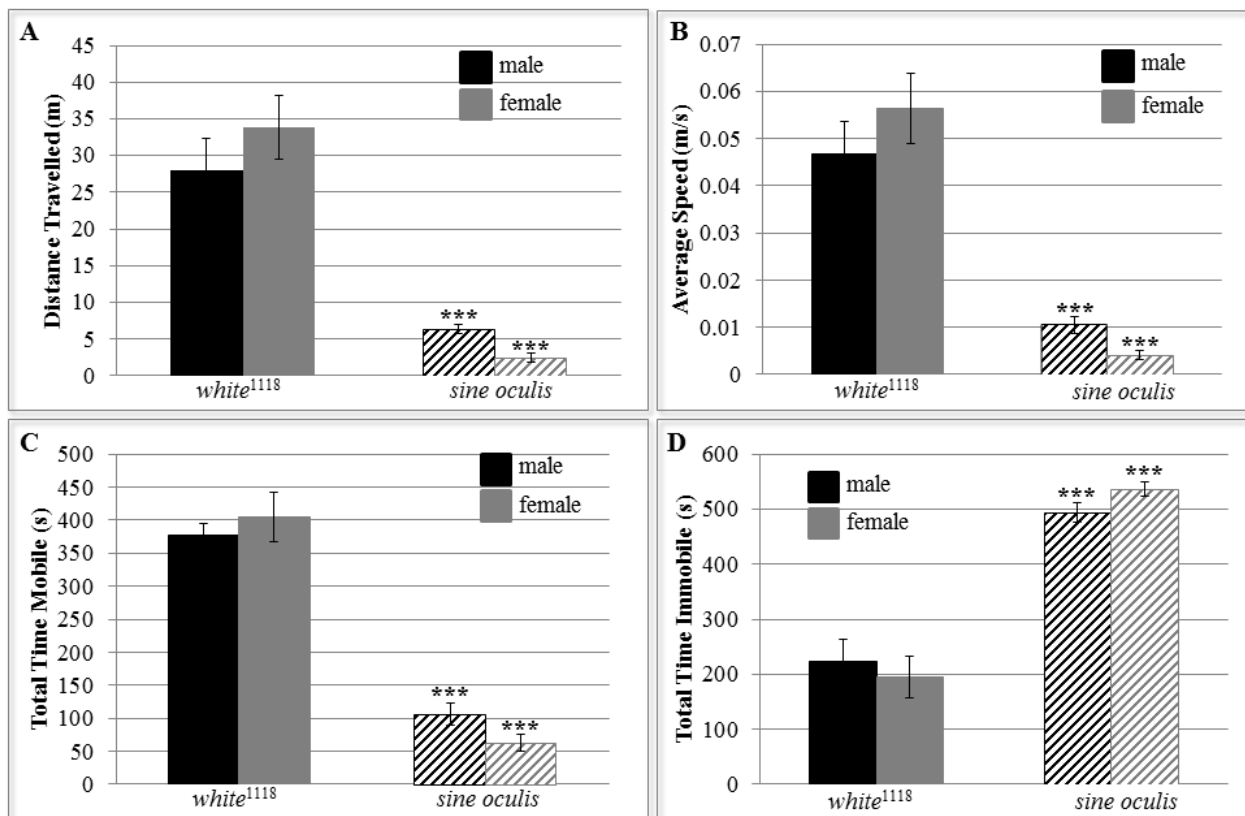 A
Distance Travelled (m)
45
40
35
30
25
20
15
10
5
0
male
female
***
***
white¹¹¹⁸
sine oculis
B
Average Speed (m/s)
0.07
0.06
0.05
0.04
0.03
0.02
0.01
0
male
female
***
***
white¹¹¹⁸
sine oculis
C
Total Time Mobile (s)
500
450
400
350
300
250
200
150
100
50
0
male
female
***
***
white¹¹¹⁸
sine oculis
D
Total Time Immobile (s)
600
500
400
300
200
100
0
male
female
***
***
white¹¹¹⁸
sine oculis